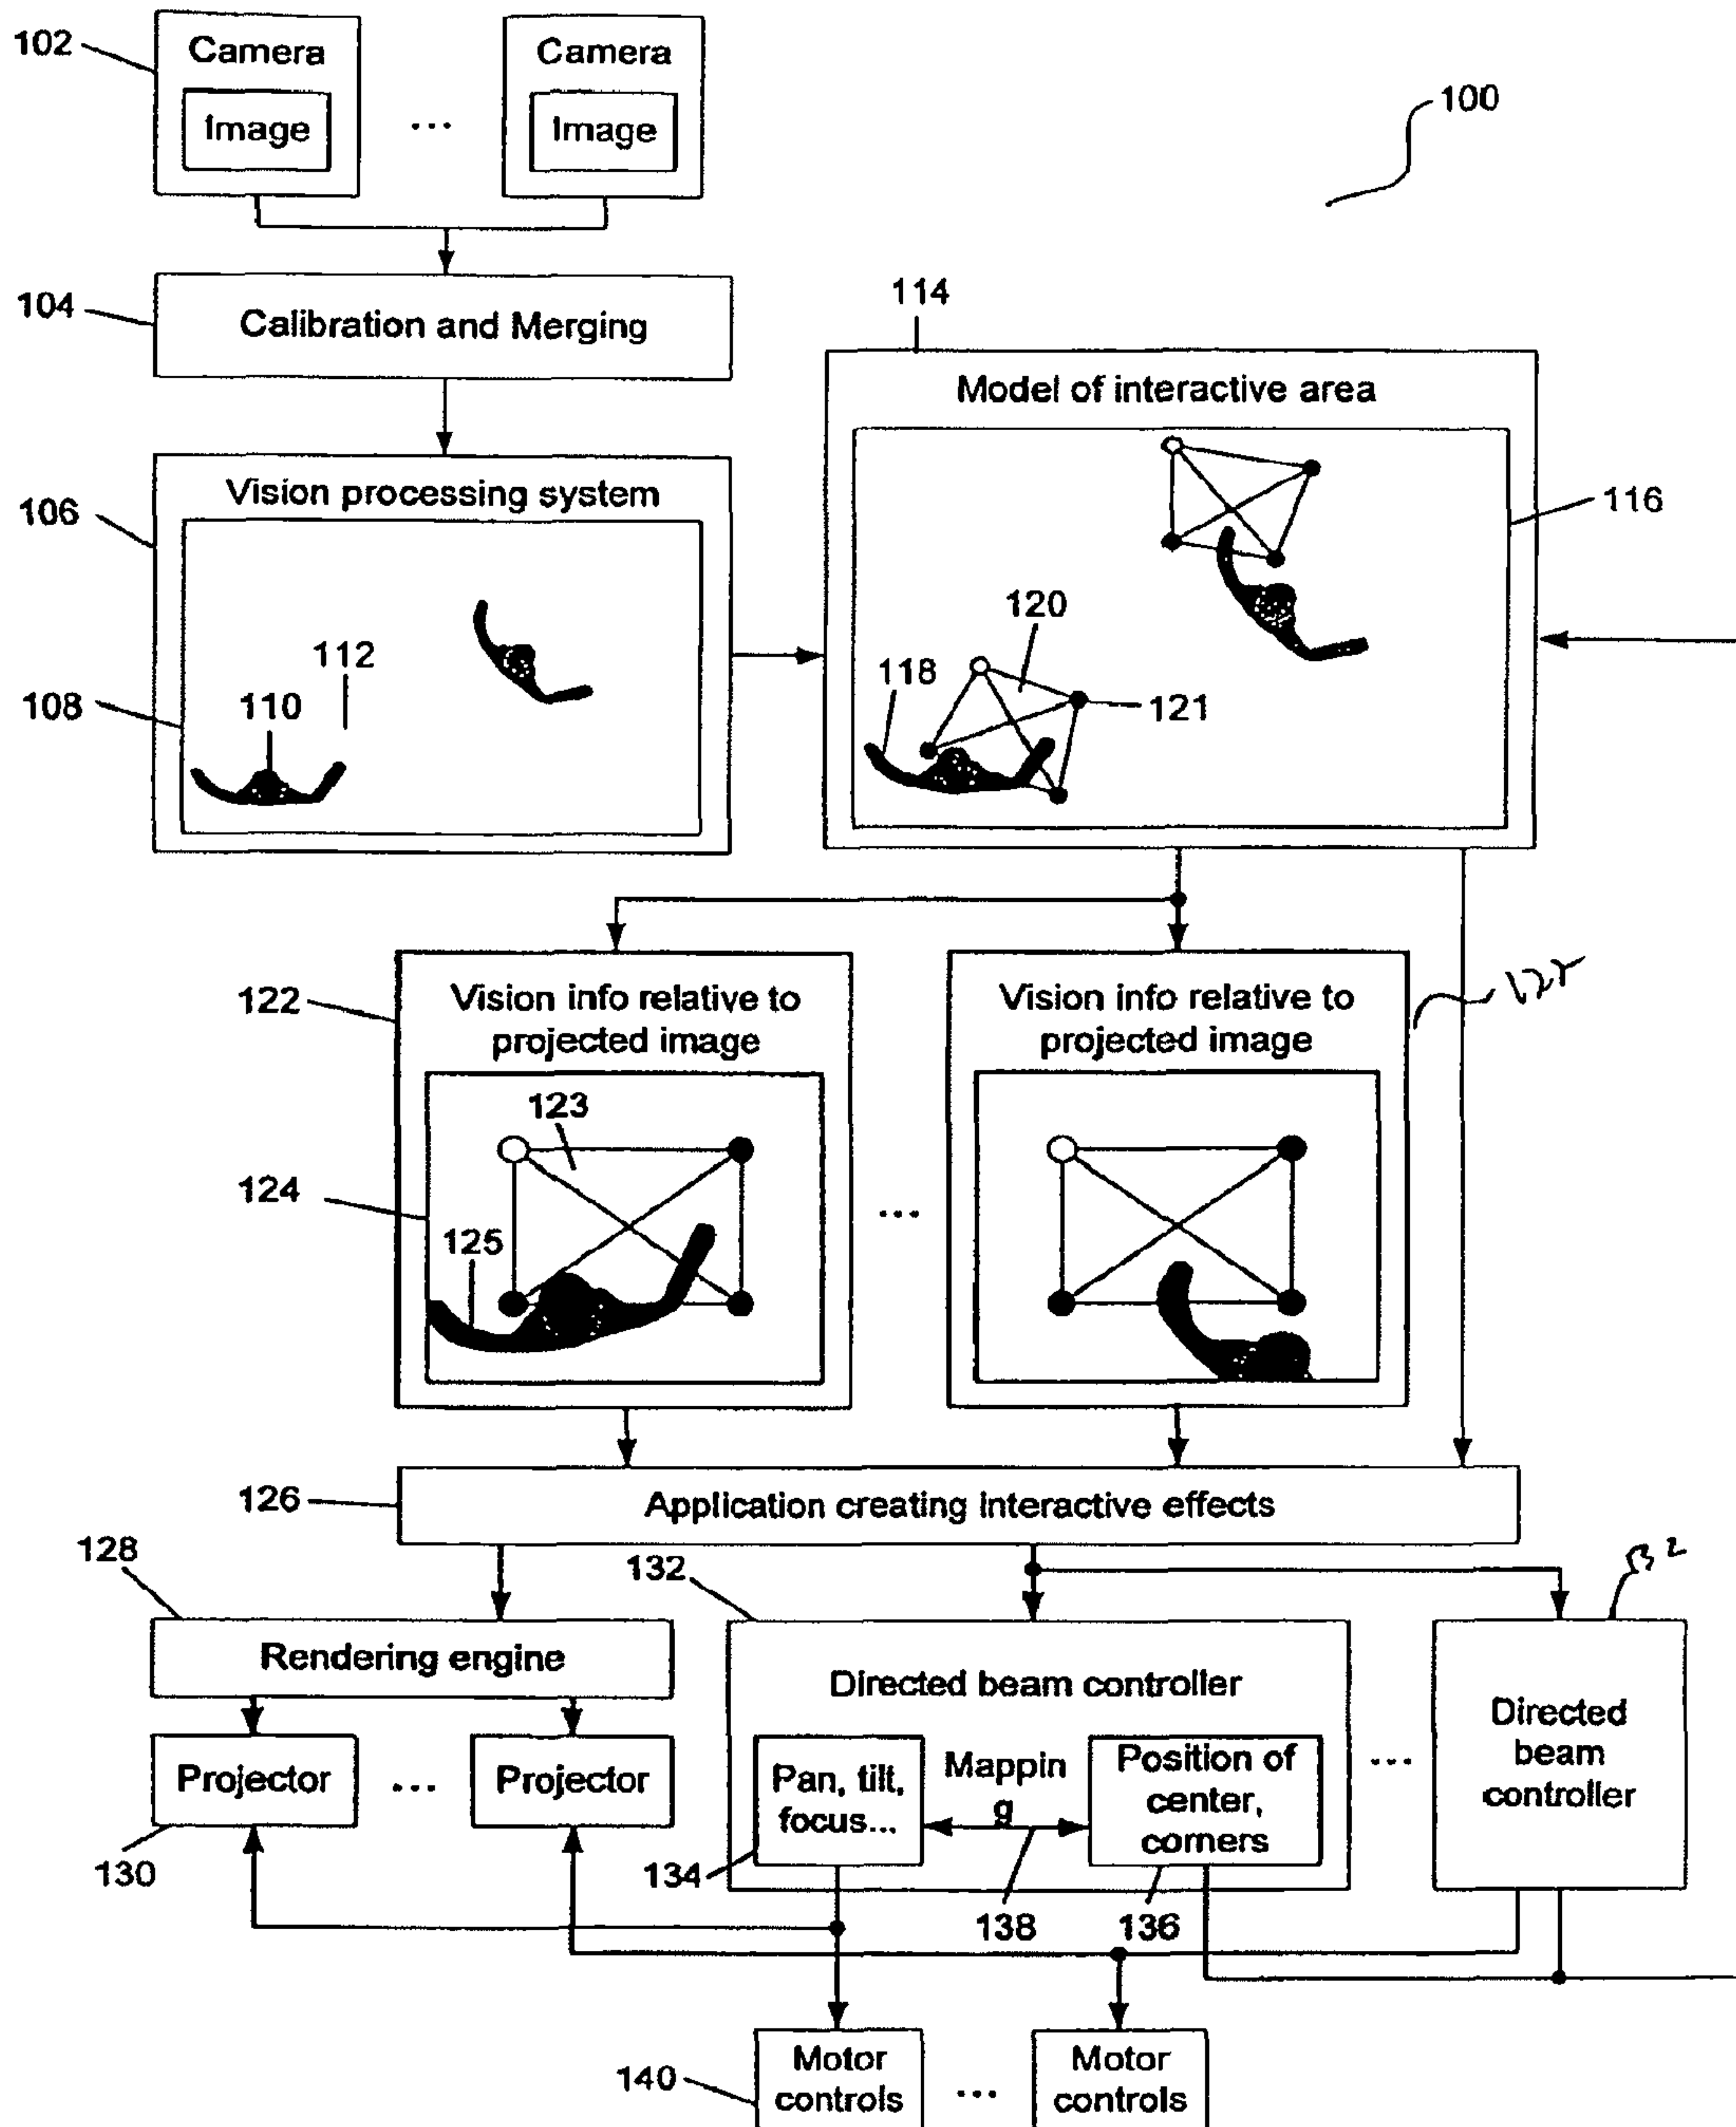 102
Camera
Image
...
Camera
Image
100
104
Calibration and Merging
114
Model of interactive area
106
Vision processing system
116
108
110
112
118
120
121
122
Vision info relative to
projected image
Vision info relative to
projected image
122
123
124
125
...
126
Application creating interactive effects
128
132
132
Rendering engine
Directed beam controller
Directed
beam
controller
Projector
...
Projector
130
Pan, tilt,
focus...
Mappin
g
Position of
center,
corners
...
134
138
136
140
Motor
controls
...
Motor
controls